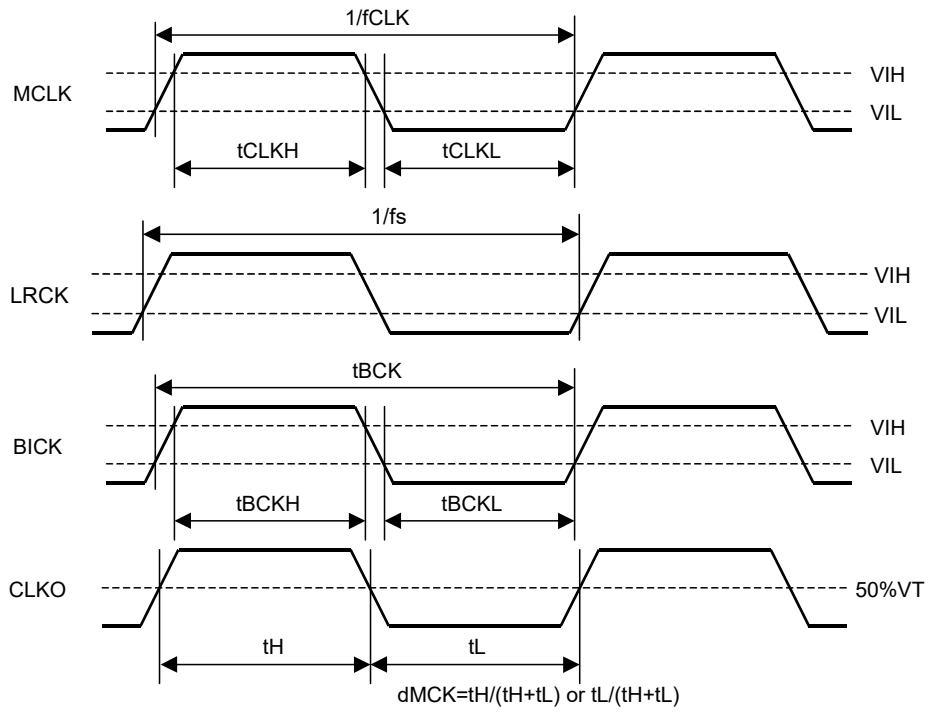 1/fCLK
VIH
MCLK
VIL
tCLKH tCLKL
1/fs
VIH
LRCK
VIL
tBCK
VIH
BICK
VIL
tBCKH tBCKL
CLKO 50%VT
tH tL
dMCK=tH/(tH+tL) or tL/(tH+tL)